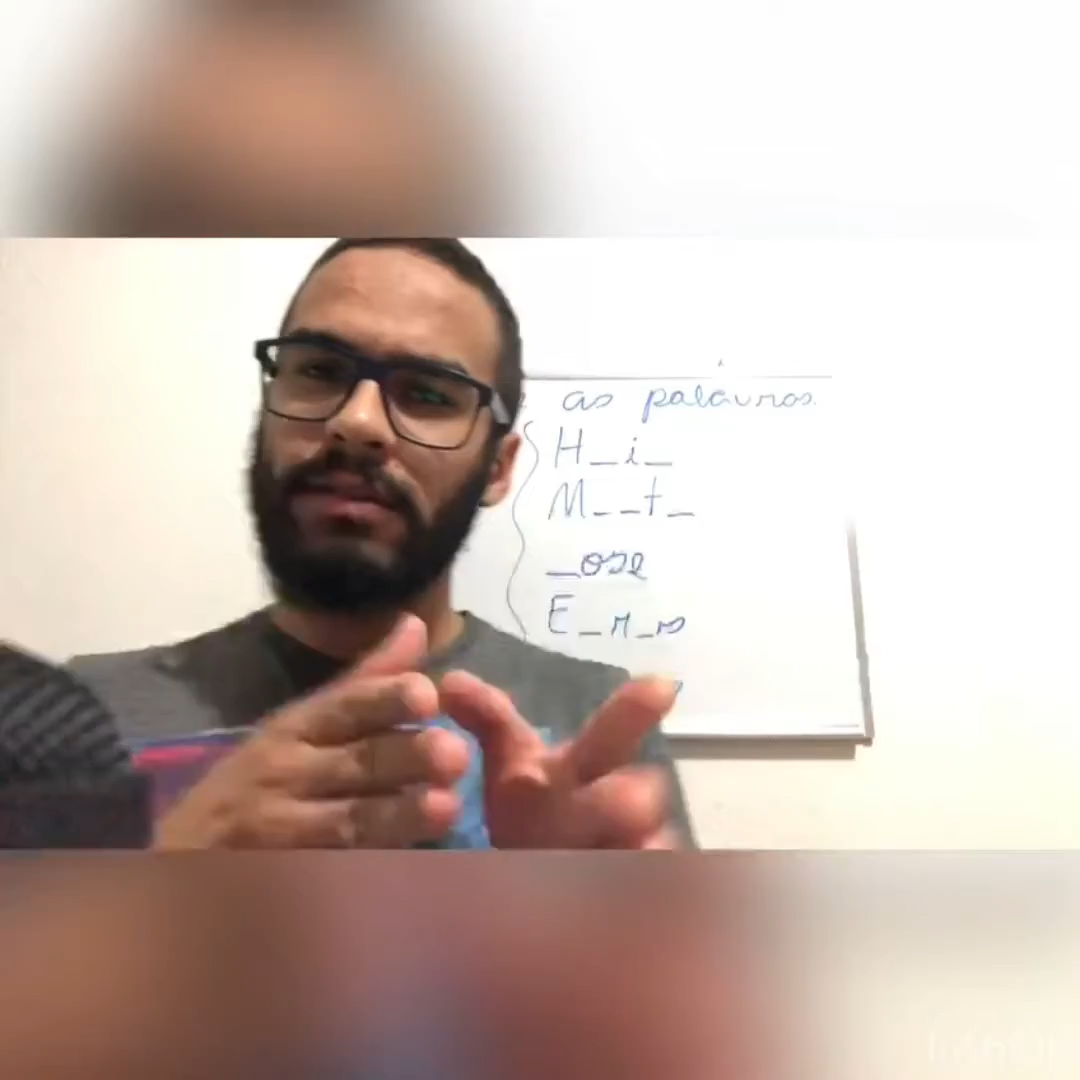 as palavras.
H_i_
M__t_
_ose
E_r_s